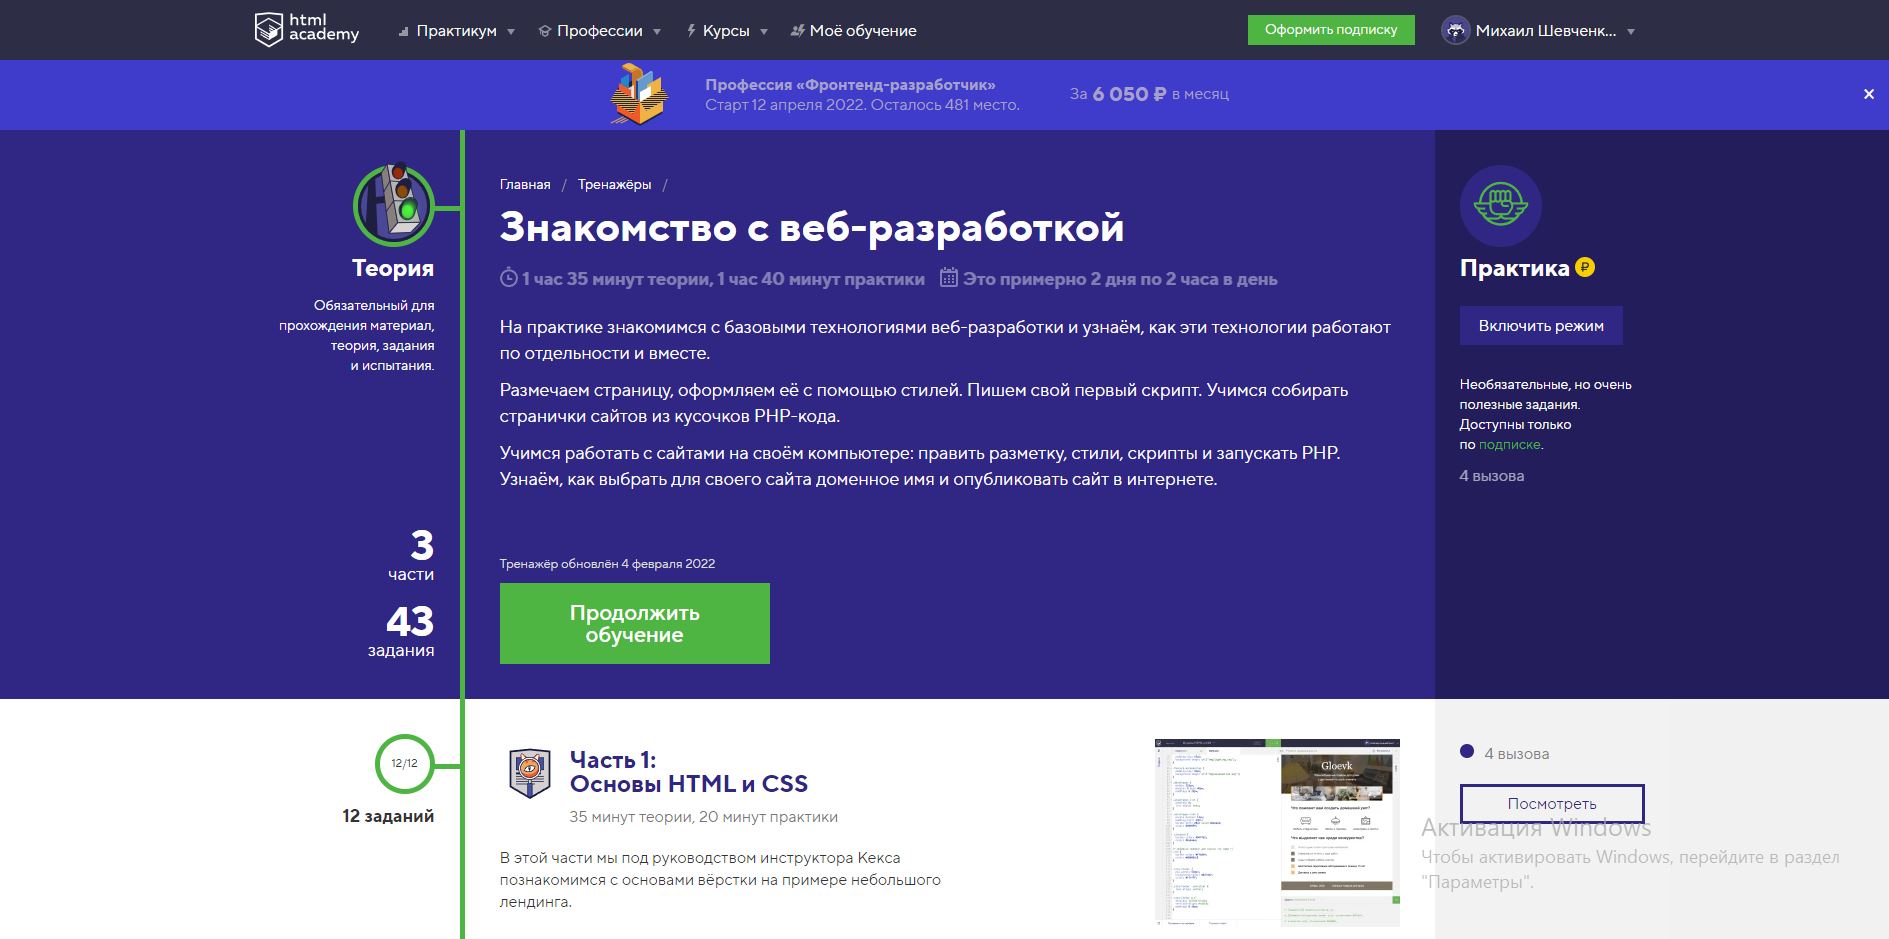 html
academy
Практикум
Профессии
Курсы
Моё обучение
Оформить подписку
Михаил Шевченк...
Профессия «Фронтенд-разработчик»
Старт 12 апреля 2022. Осталось 481 место.
За 6 050 ₽ в месяц
Теория
Обязательный для
прохождения материал,
теория, задания
и испытания.
3
части
43
задания
Главная / Тренажёры /
Знакомство с веб-разработкой
1 час 35 минут теории, 1 час 40 минут практики Это примерно 2 дня по 2 часа в день
На практике знакомимся с базовыми технологиями веб-разработки и узнаём, как эти технологии работают
по отдельности и вместе.
Размечаем страницу, оформляем её с помощью стилей. Пишем свой первый скрипт. Учимся собирать
странички сайтов из кусочков PHP-кода.
Учимся работать с сайтами на своём компьютере: править разметку, стили, скрипты и запускать PHP.
Узнаём, как выбрать для своего сайта доменное имя и опубликовать сайт в интернете.
Тренажёр обновлён 4 февраля 2022
Продолжить
обучение
Практика ₽
Включить режим
Необязательные, но очень
полезные задания.
Доступны только
по подписке.
4 вызова
12/12
12 заданий
Часть 1:
Основы HTML и CSS
35 минут теории, 20 минут практики
В этой части мы под руководством инструктора Кекса
познакомимся с основами вёрстки на примере небольшого
лендинга.
Gloevk
4 вызова
Посмотреть
Активация Windows
Чтобы активировать Windows, перейдите в раздел
"Параметры".